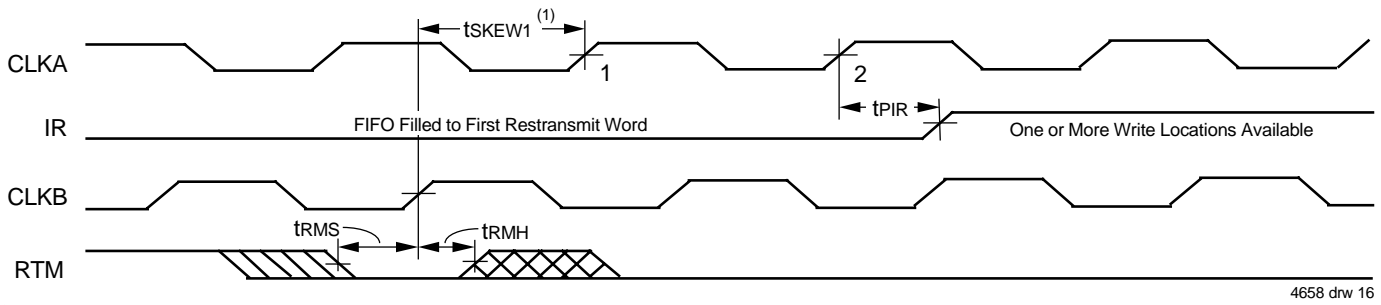 tSKEW1 (1)
CLKA
1
2
tPIR
IR
FIFO Filled to First Restransmit Word
One or More Write Locations Available
CLKB
tRMS
tRMH
RTM
4658 drw 16